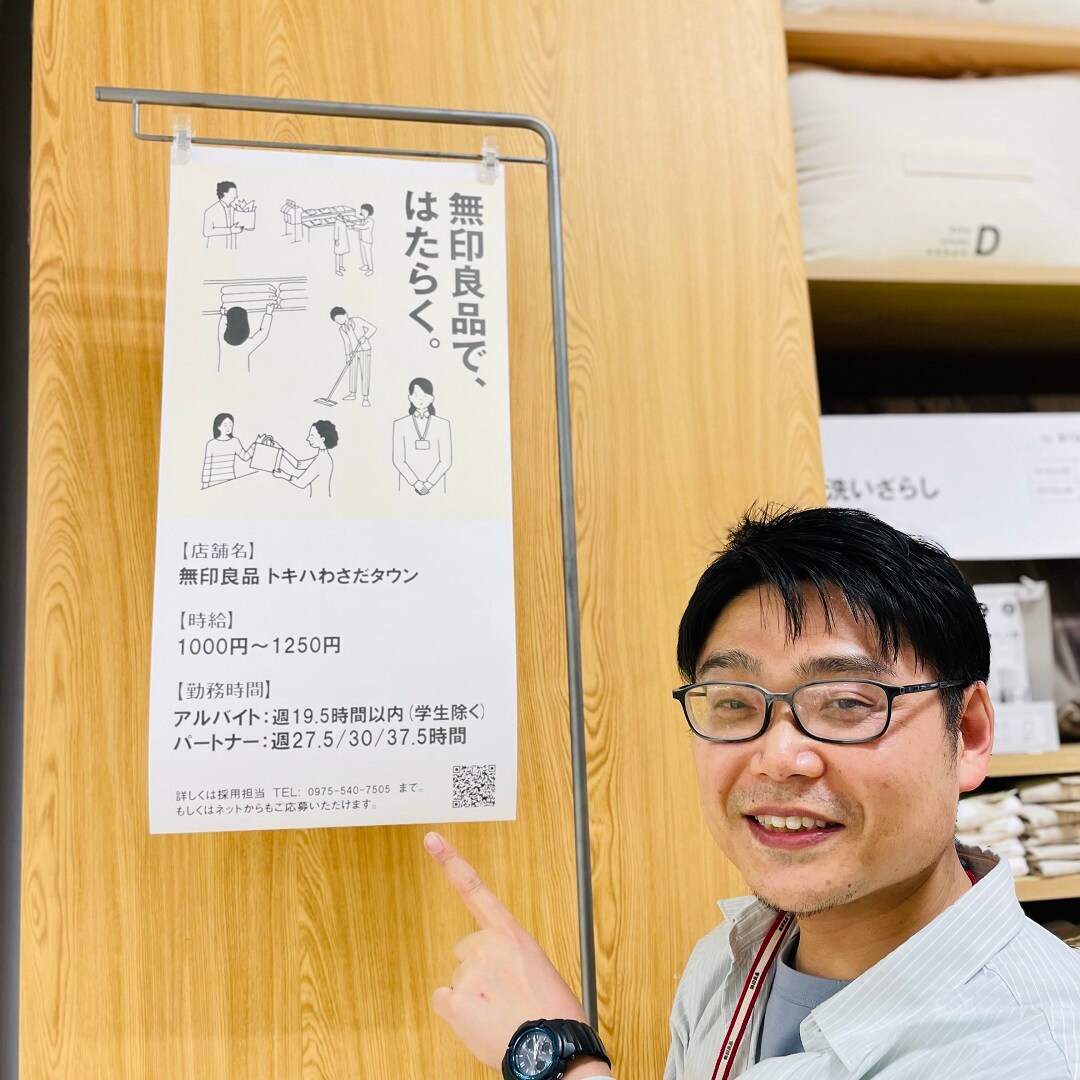 無印良品で、
はたらく。
【店舗名】
無印良品 トキハわさだタウン
【時給】
1000円～1250円
【勤務時間】
アルバイト：週19.5時間以内（学生除く）
パートナー：週27.5/30/37.5時間
詳しくは採用担当 TEL: 0975-540-7505 まで。
もしくはネットからもご応募いただけます。
D
洗いざらし